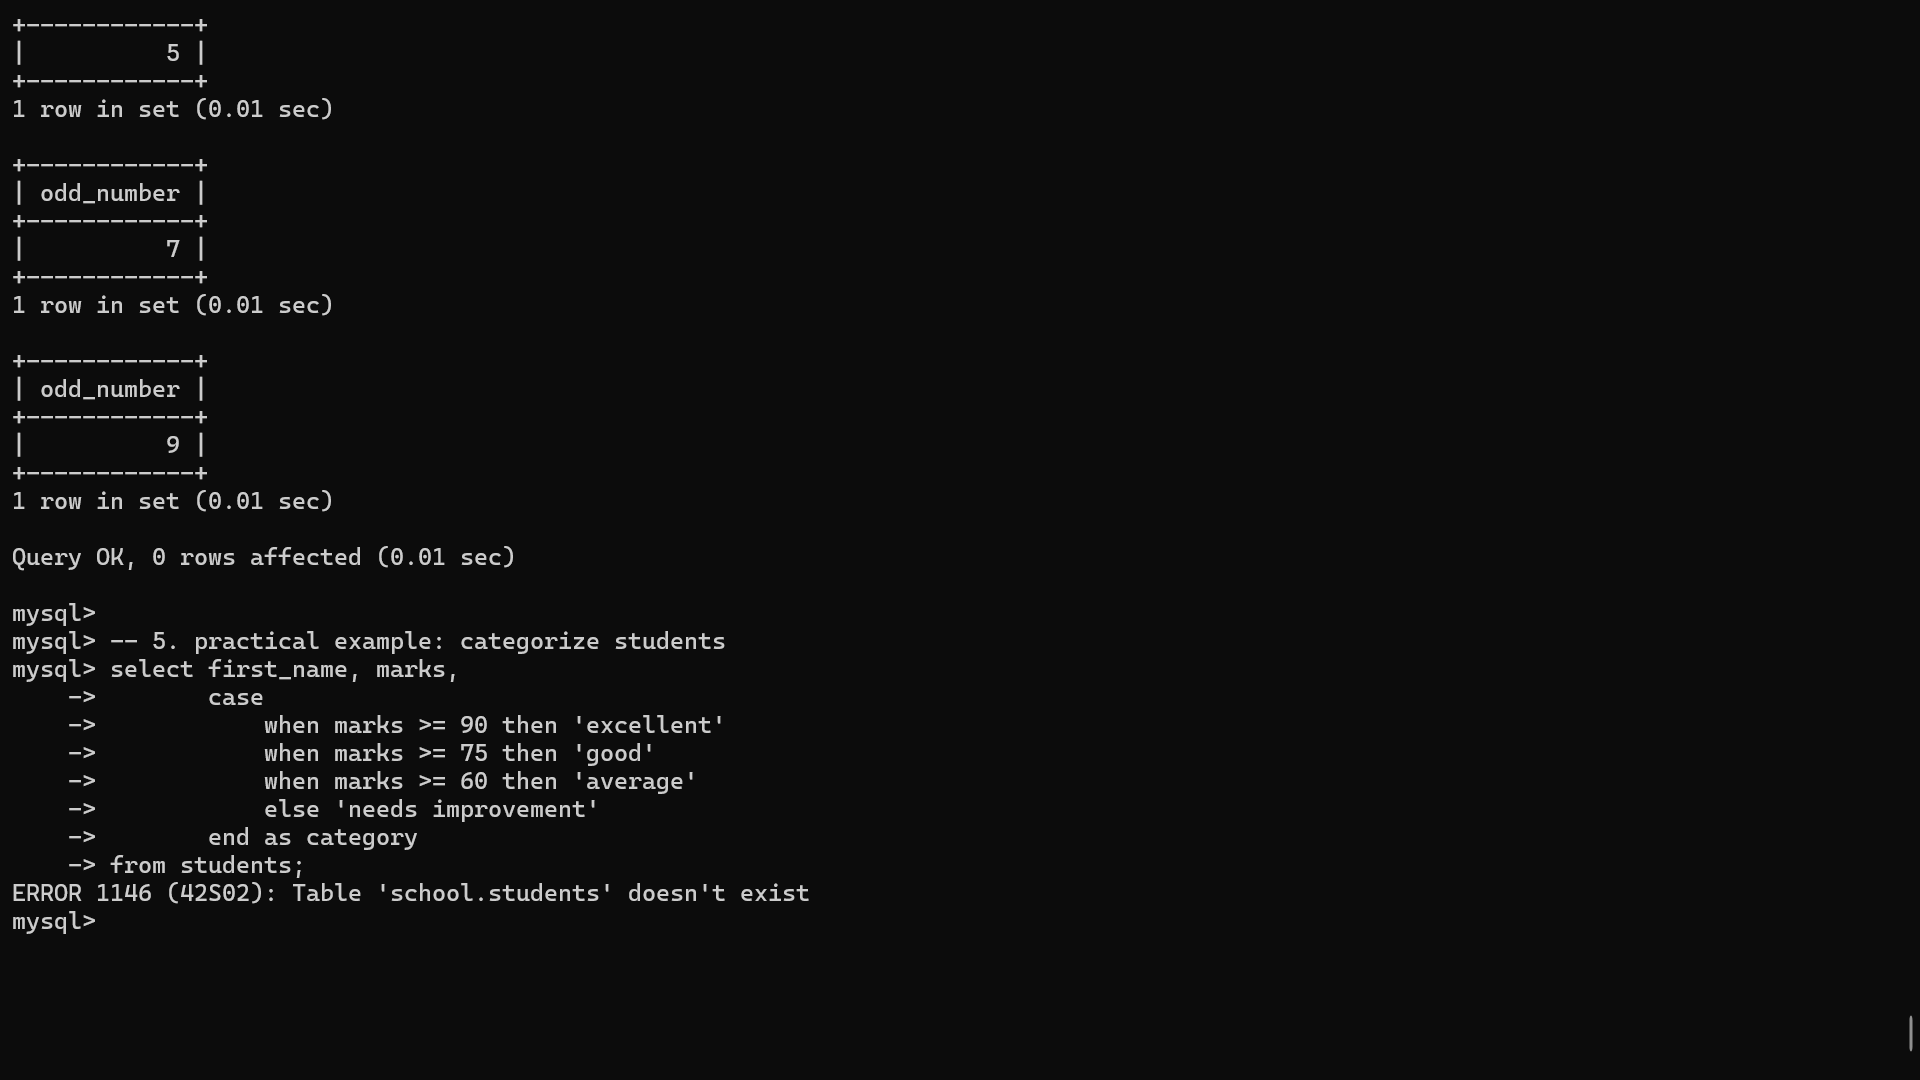 +------------+
|          5 |
+------------+
1 row in set (0.01 sec)

+------------+
| odd_number |
+------------+
|          7 |
+------------+
1 row in set (0.01 sec)

+------------+
| odd_number |
+------------+
|          9 |
+------------+
1 row in set (0.01 sec)

Query OK, 0 rows affected (0.01 sec)

mysql>
mysql> -- 5. practical example: categorize students
mysql> select first_name, marks,
    ->        case
    ->            when marks >= 90 then 'excellent'
    ->            when marks >= 75 then 'good'
    ->            when marks >= 60 then 'average'
    ->            else 'needs improvement'
    ->        end as category
    -> from students;
ERROR 1146 (42S02): Table 'school.students' doesn't exist
mysql>